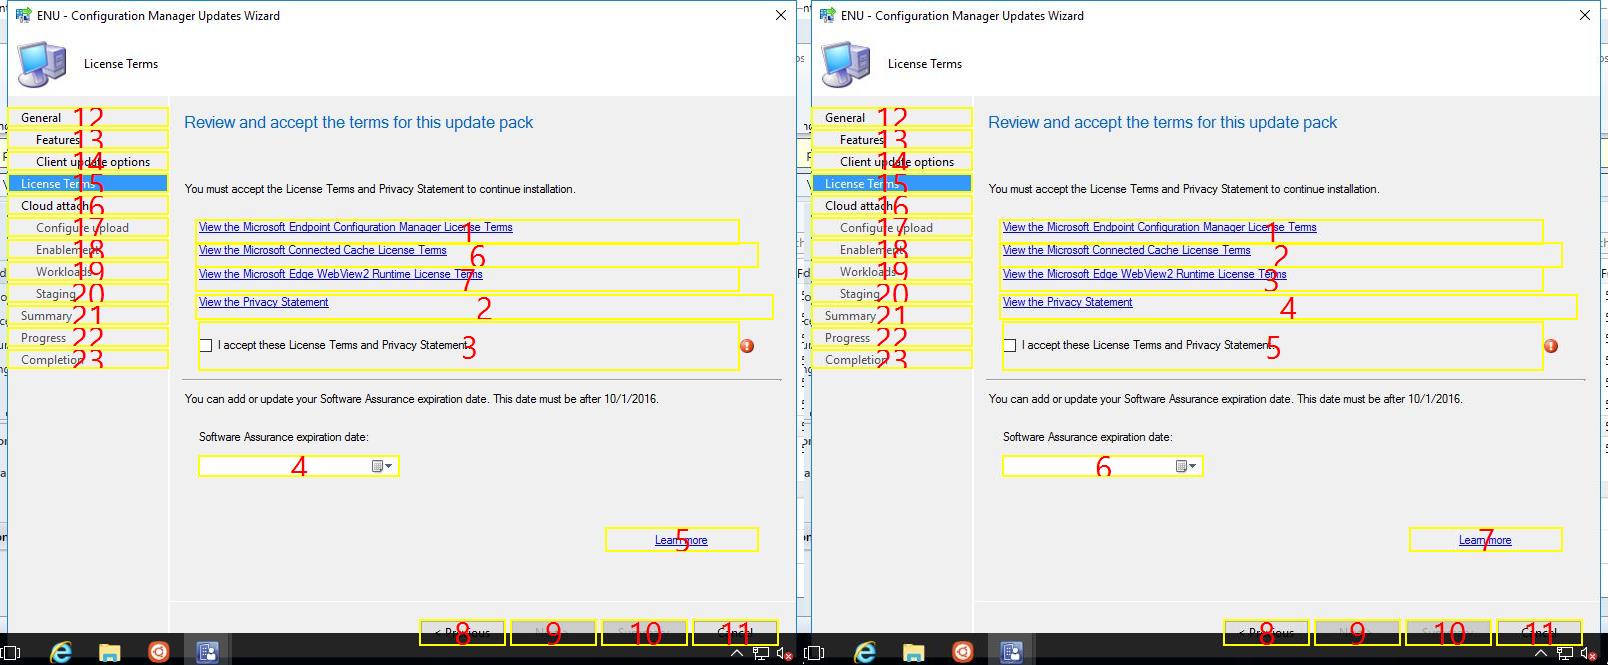 ENU - Configuration Manager Updates Wizard
License Terms
12 General
13 Features
14 Client update options
15 License Terms
16 Cloud attach
17 Configure upload
18 Enablement
19 Workloads
20 Staging
21 Summary
22 Progress
23 Completion
Review and accept the terms for this update pack
You must accept the License Terms and Privacy Statement to continue installation.
View the Microsoft Endpoint Configuration Manager License Terms 1
View the Microsoft Connected Cache License Terms 6
View the Microsoft Edge WebView2 Runtime License Terms 7
View the Privacy Statement 2
I accept these License Terms and Privacy Statement. 3
You can add or update your Software Assurance expiration date. This date must be after 10/1/2016.
Software Assurance expiration date:
4
Learn more 5
< Previous 8
9
10
Cancel 11
ENU - Configuration Manager Updates Wizard
License Terms
12 General
13 Features
14 Client update options
15 License Terms
16 Cloud attach
17 Configure upload
18 Enablement
19 Workloads
20 Staging
21 Summary
22 Progress
23 Completion
Review and accept the terms for this update pack
You must accept the License Terms and Privacy Statement to continue installation.
View the Microsoft Endpoint Configuration Manager License Terms 1
View the Microsoft Connected Cache License Terms 2
View the Microsoft Edge WebView2 Runtime License Terms 3
View the Privacy Statement 4
I accept these License Terms and Privacy Statement. 5
You can add or update your Software Assurance expiration date. This date must be after 10/1/2016.
Software Assurance expiration date:
6
Learn more 7
< Previous 8
9
10
Cancel 11